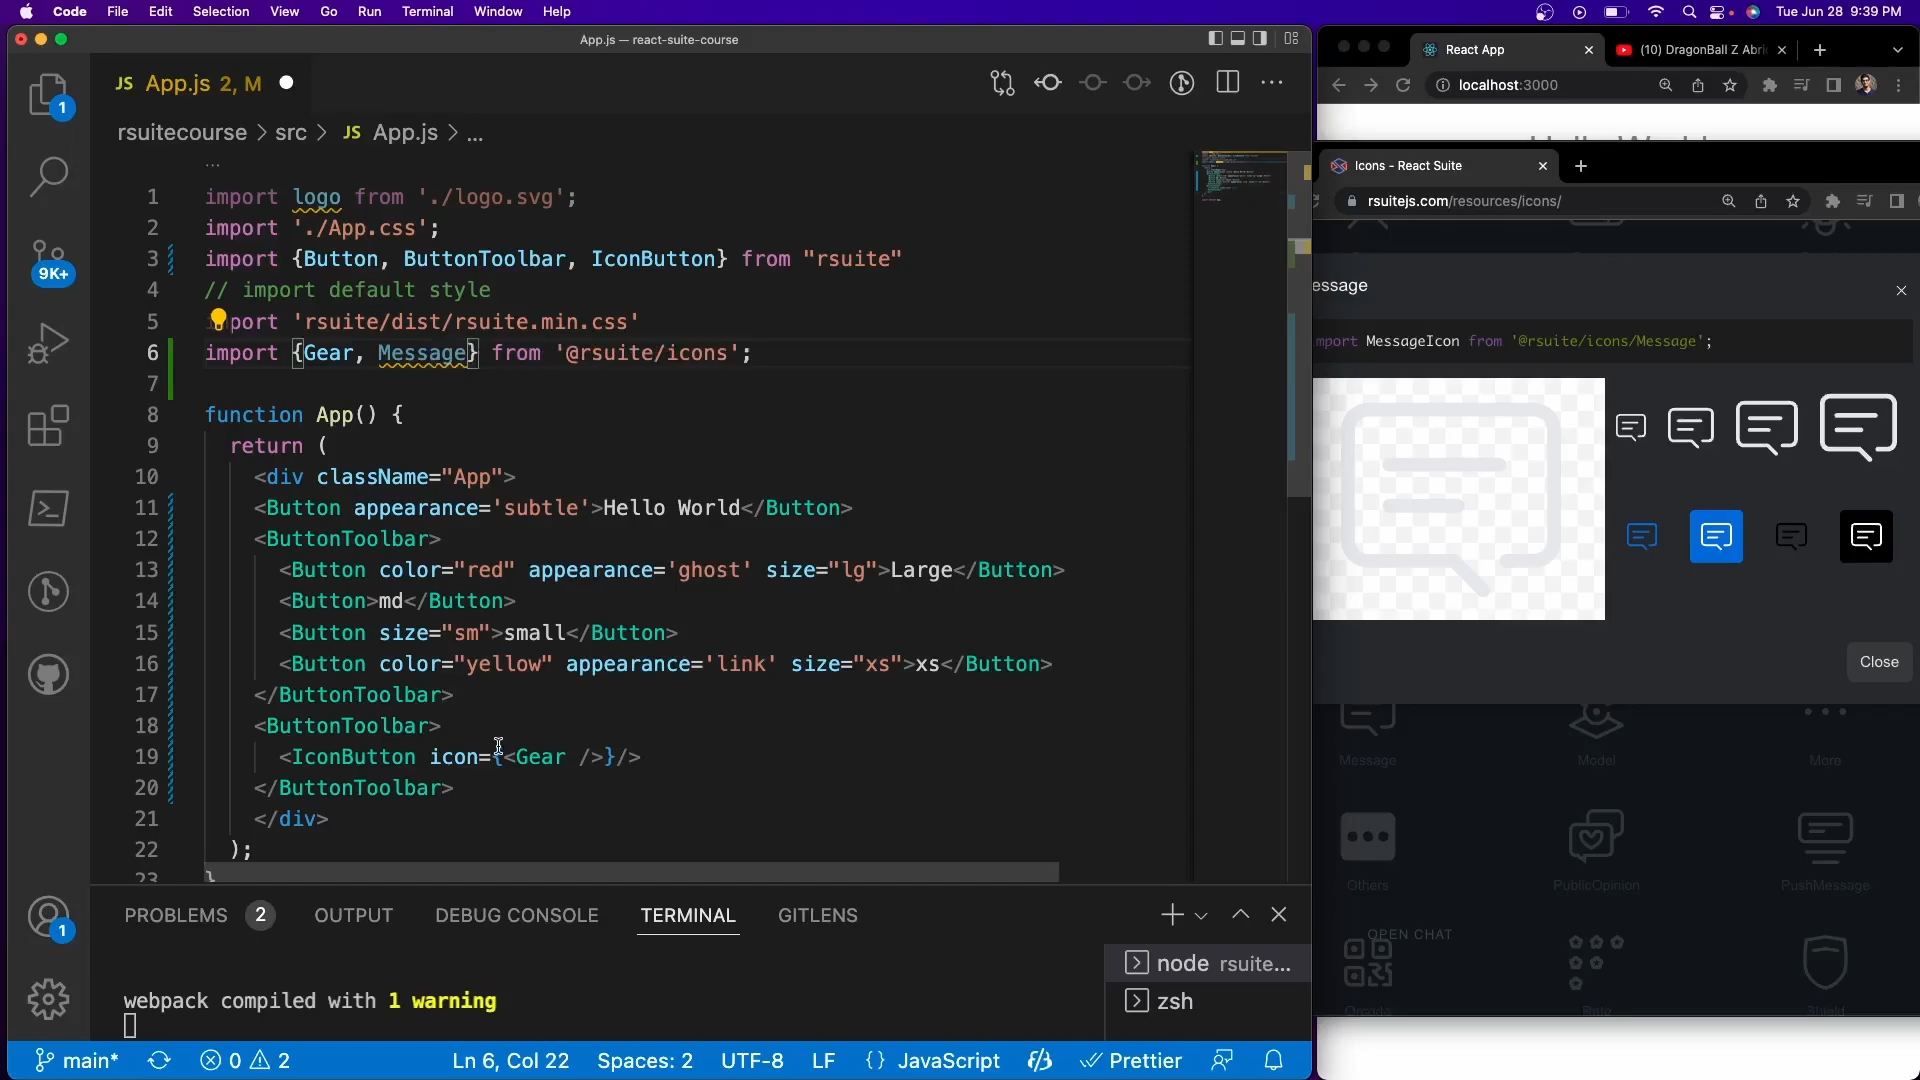 Code File Edit Selection View Go Run Terminal Window Help
Tue Jun 28 9:39 PM
App.js — react-suite-course
JS App.js 2, M
rsuitecourse > src > JS App.js > ...
...
1 import logo from './logo.svg';
2 import './App.css';
3 import {Button, ButtonToolbar, IconButton} from "rsuite"
4 // import default style
5 import 'rsuite/dist/rsuite.min.css'
6 import {Gear, Message} from '@rsuite/icons';
7
8 function App() {
9 return (
10 <div className="App">
11 <Button appearance='subtle'>Hello World</Button>
12 <ButtonToolbar>
13 <Button color="red" appearance='ghost' size="lg">Large</Button>
14 <Button>md</Button>
15 <Button size="sm">small</Button>
16 <Button color="yellow" appearance='link' size="xs">xs</Button>
17 </ButtonToolbar>
18 <ButtonToolbar>
19 <IconButton icon={<Gear />}/>
20 </ButtonToolbar>
21 </div>
22 );
23 }
1
9K+
1
PROBLEMS 2 OUTPUT DEBUG CONSOLE TERMINAL GITLENS
webpack compiled with 1 warning
node rsuite...
zsh
main* 0 2 Ln 6, Col 22 Spaces: 2 UTF-8 LF {} JavaScript Prettier
React App
(10) DragonBall Z Abri
localhost:3000
Icons - React Suite
rsuitejs.com/resources/icons/
essage
mport MessageIcon from '@rsuite/icons/Message';
Close
Message Model More
Others PublicOpinion PushMessage
OPEN CHAT
Qrcode Rate Shield